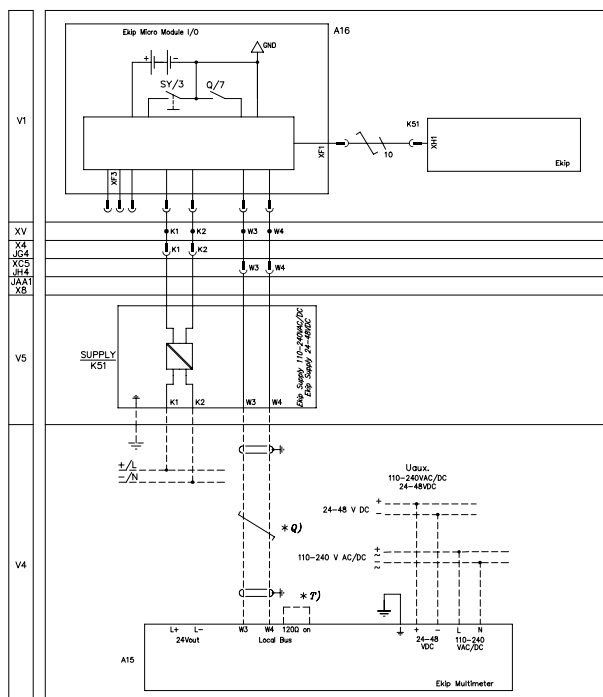 Ekip Micro Module I/O
A16
GND
+ -
SY/3
Q/7
V1
K51
XF1
10
XH1
Ekip
XF3
XV
K1
K2
W3
W4
X4
JG4
K1
K2
XC5
JH4
W3
W4
JAA1
X8
V5
SUPPLY
K51
Ekip Supply 110-240VAC/DC
Ekip Supply 24-48VDC
K1
K2
W3
W4
V4
+/L
-/N
Uaux.
110-240VAC/DC
24-48VDC
24-48 V DC
+
-
* Q)
110-240 V AC/DC
+
~
-
~
* T)
L+
L-
W3
W4
120Ω on
+
-
L
N
24Vout
Local Bus
24-48
VDC
110-240
VAC/DC
A15
Ekip Multimeter